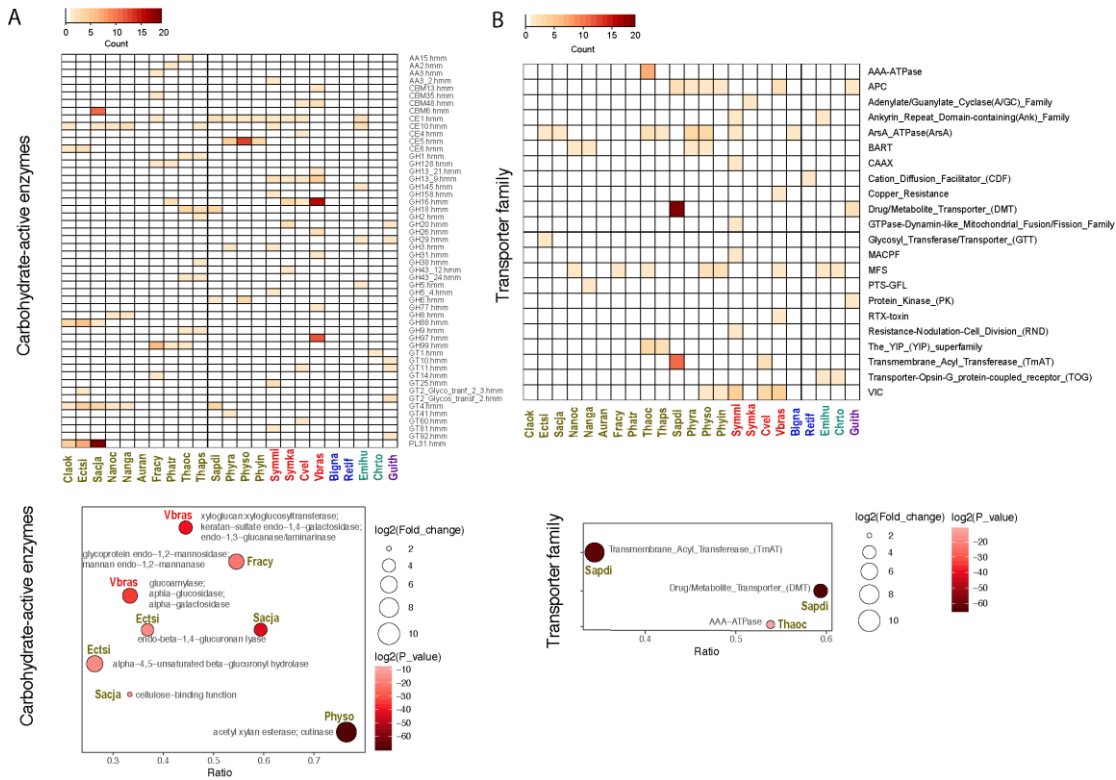 A
0
5
10
15
20
Count
Carbohydrate-active enzymes
AA15.hmm
AA2.hmm
AA3.hmm
AA3_2.hmm
CBM13.hmm
CBM35.hmm
CBM48.hmm
CBM6.hmm
CE1.hmm
CE10.hmm
CE4.hmm
CE5.hmm
CE6.hmm
GH1.hmm
GH128.hmm
GH13_21.hmm
GH13_9.hmm
GH145.hmm
GH158.hmm
GH16.hmm
GH18.hmm
GH2.hmm
GH20.hmm
GH26.hmm
GH29.hmm
GH3.hmm
GH31.hmm
GH38.hmm
GH43_12.hmm
GH43_24.hmm
GH5.hmm
GH5_4.hmm
GH6.hmm
GH77.hmm
GH8.hmm
GH88.hmm
GH9.hmm
GH97.hmm
GH99.hmm
GT1.hmm
GT10.hmm
GT11.hmm
GT14.hmm
GT25.hmm
GT2_Glyco_tranf_2_3.hmm
GT2_Glycos_transf_2.hmm
GT4.hmm
GT41.hmm
GT60.hmm
GT81.hmm
GT92.hmm
PL31.hmm
Claok
Ectsi
Sacja
Nanoc
Nanga
Auran
Fracy
Phatr
Thaoc
Thaps
Sapdi
Phyra
Physo
Phyin
Symmi
Symka
Cvel
Vbras
Bigna
Retif
Emihu
Chrto
Guith
Carbohydrate-active enzymes
Vbras
xyloglucan:xyloglucosyltransferase;
keratan-sulfate endo-1,4-galactosidase;
endo-1,3-glucanase/laminarinase
glycoprotein endo-1,2-mannosidase;
mannan endo-1,2-mannanase
Fracy
Vbras
glucoamylase;
aphla-glucosidase;
alpha-galactosidase
Ectsi
Sacja
endo-beta-1,4-glucuronan lyase
Ectsi
alpha-4,5-unsaturated beta-glucuronyl hydrolase
Sacja
cellulose-binding function
Physo
acetyl xylan esterase; cutinase
0.3
0.4
0.5
0.6
0.7
Ratio
log2(Fold_change)
2
4
6
8
10
log2(P_value)
-10
-20
-30
-40
-50
-60
B
0
5
10
15
20
Count
Transporter family
AAA-ATPase
APC
Adenylate/Guanylate_Cyclase(A/GC)_Family
Ankyrin_Repeat_Domain-containing(Ank)_Family
ArsA_ATPase(ArsA)
BART
CAAX
Cation_Diffusion_Facilitator_(CDF)
Copper_Resistance
Drug/Metabolite_Transporter_(DMT)
GTPase-Dynamin-like_Mitochondrial_Fusion/Fission_Family
Glycosyl_Transferase/Transporter_(GTT)
MACPF
MFS
PTS-GFL
Protein_Kinase_(PK)
RTX-toxin
Resistance-Nodulation-Cell_Division_(RND)
The_YIP_(YIP)_superfamily
Transmembrane_Acyl_Transferease_(TmAT)
Transporter-Opsin-G_protein-coupled_receptor_(TOG)
VIC
Claok
Ectsi
Sacja
Nanoc
Nanga
Auran
Fracy
Phatr
Thaoc
Thaps
Sapdi
Phyra
Physo
Phyin
Symmi
Symka
Cvel
Vbras
Bigna
Retif
Emihu
Chrto
Guith
Transporter family
Transmembrane_Acyl_Transferase_(TmAT)
Sapdi
Drug/Metabolite_Transporter_(DMT)
Sapdi
AAA-ATPase
Thaoc
0.4
0.5
0.6
Ratio
log2(Fold_change)
2
4
6
8
10
log2(P_value)
-10
-20
-30
-40
-50
-60